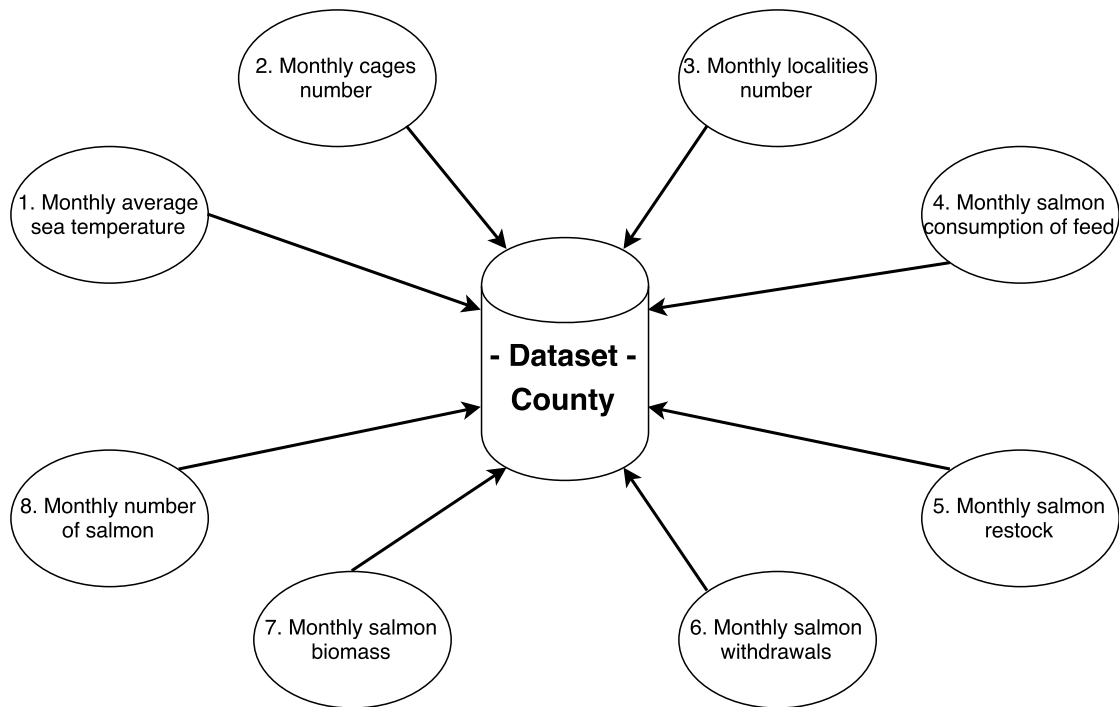 1. Monthly average
sea temperature
2. Monthly cages
number
3. Monthly localities
number
4. Monthly salmon
consumption of feed
5. Monthly salmon
restock
6. Monthly salmon
withdrawals
7. Monthly salmon
biomass
8. Monthly number
of salmon
- Dataset -
County